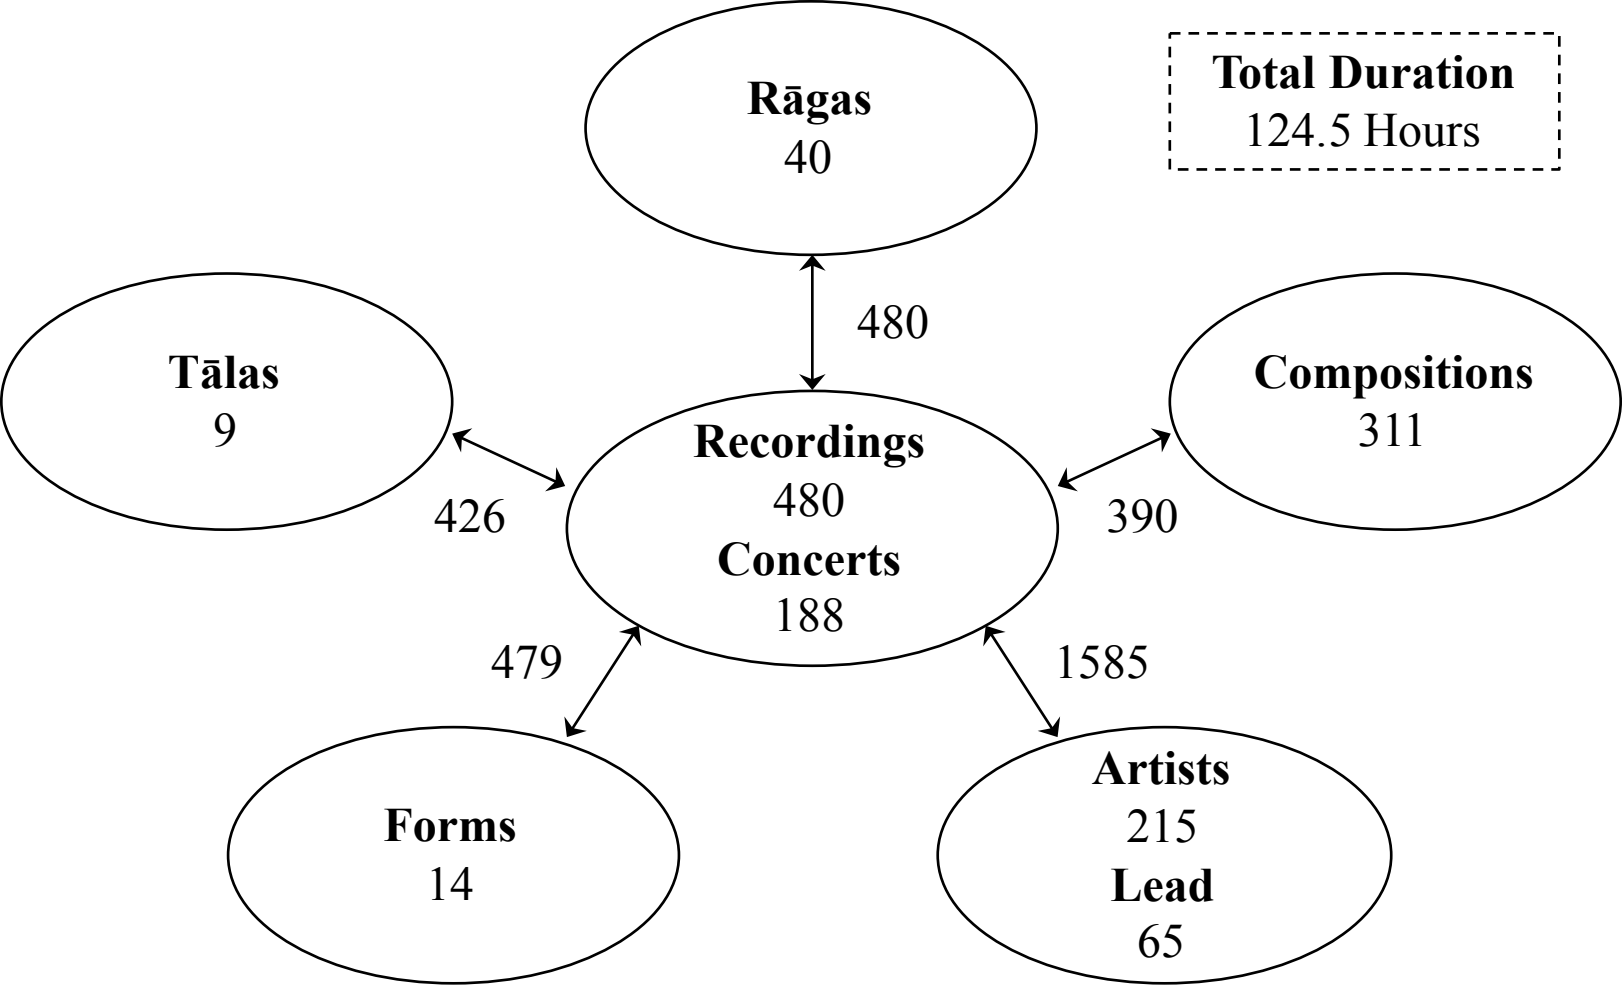 Rāgas
40
Total Duration
124.5 Hours
480
Tālas
9
Compositions
311
Recordings
480
Concerts
188
426
390
479
1585
Forms
14
Artists
215
Lead
65